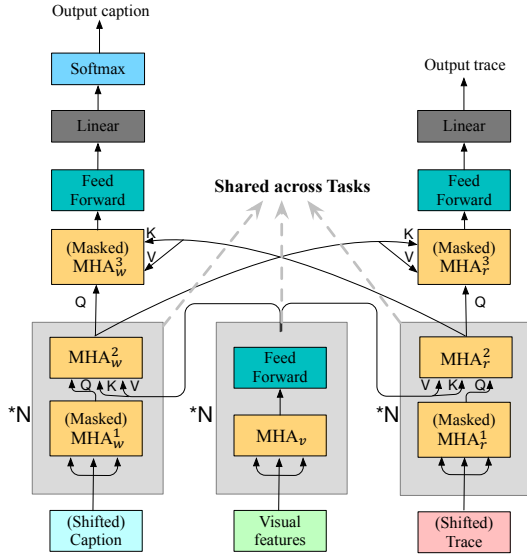 Output caption
Softmax
Output trace
Linear
Linear
Feed
Forward
Feed
Forward
Shared across Tasks
(Masked)
MHA³w
K
V
K
V
(Masked)
MHA³r
Q
Q
MHA²w
Q
K
V
Feed
Forward
MHA²r
V
K
Q
*N
(Masked)
MHA¹w
*N
MHAv
*N
(Masked)
MHA¹r
(Shifted)
Caption
Visual
features
(Shifted)
Trace